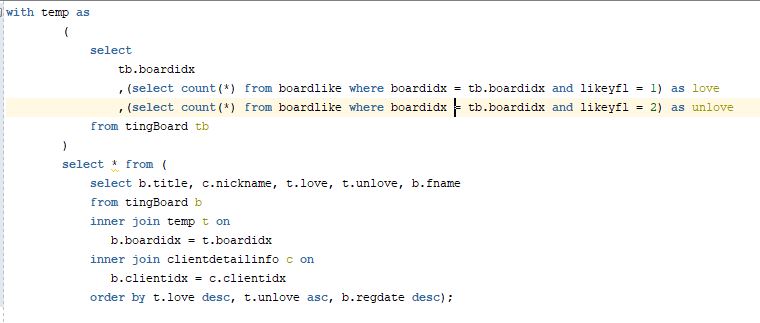 with temp as
(
select
tb.boardidx
,(select count(*) from boardlike where boardidx = tb.boardidx and likeyfl = 1) as love
,(select count(*) from boardlike where boardidx = tb.boardidx and likeyfl = 2) as unlove
from tingBoard tb
)
select * from (
select b.title, c.nickname, t.love, t.unlove, b.fname
from tingBoard b
inner join temp t on
b.boardidx = t.boardidx
inner join clientdetailinfo c on
b.clientidx = c.clientidx
order by t.love desc, t.unlove asc, b.regdate desc);